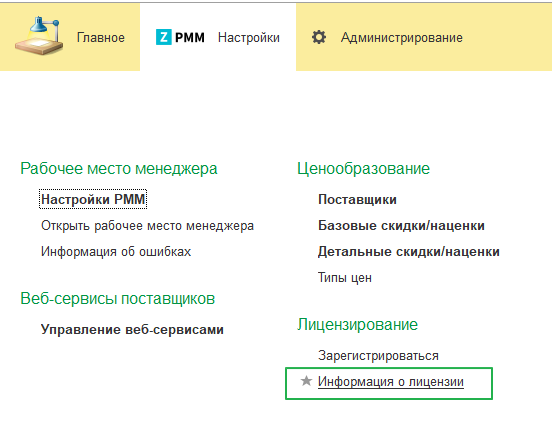 Главное
Z РММ Настройки
Администрирование
Рабочее место менеджера
Настройки РММ
Открыть рабочее место менеджера
Информация об ошибках
Веб-сервисы поставщиков
Управление веб-сервисами
Ценообразование
Поставщики
Базовые скидки/наценки
Детальные скидки/наценки
Типы цен
Лицензирование
Зарегистрироваться
Информация о лицензии